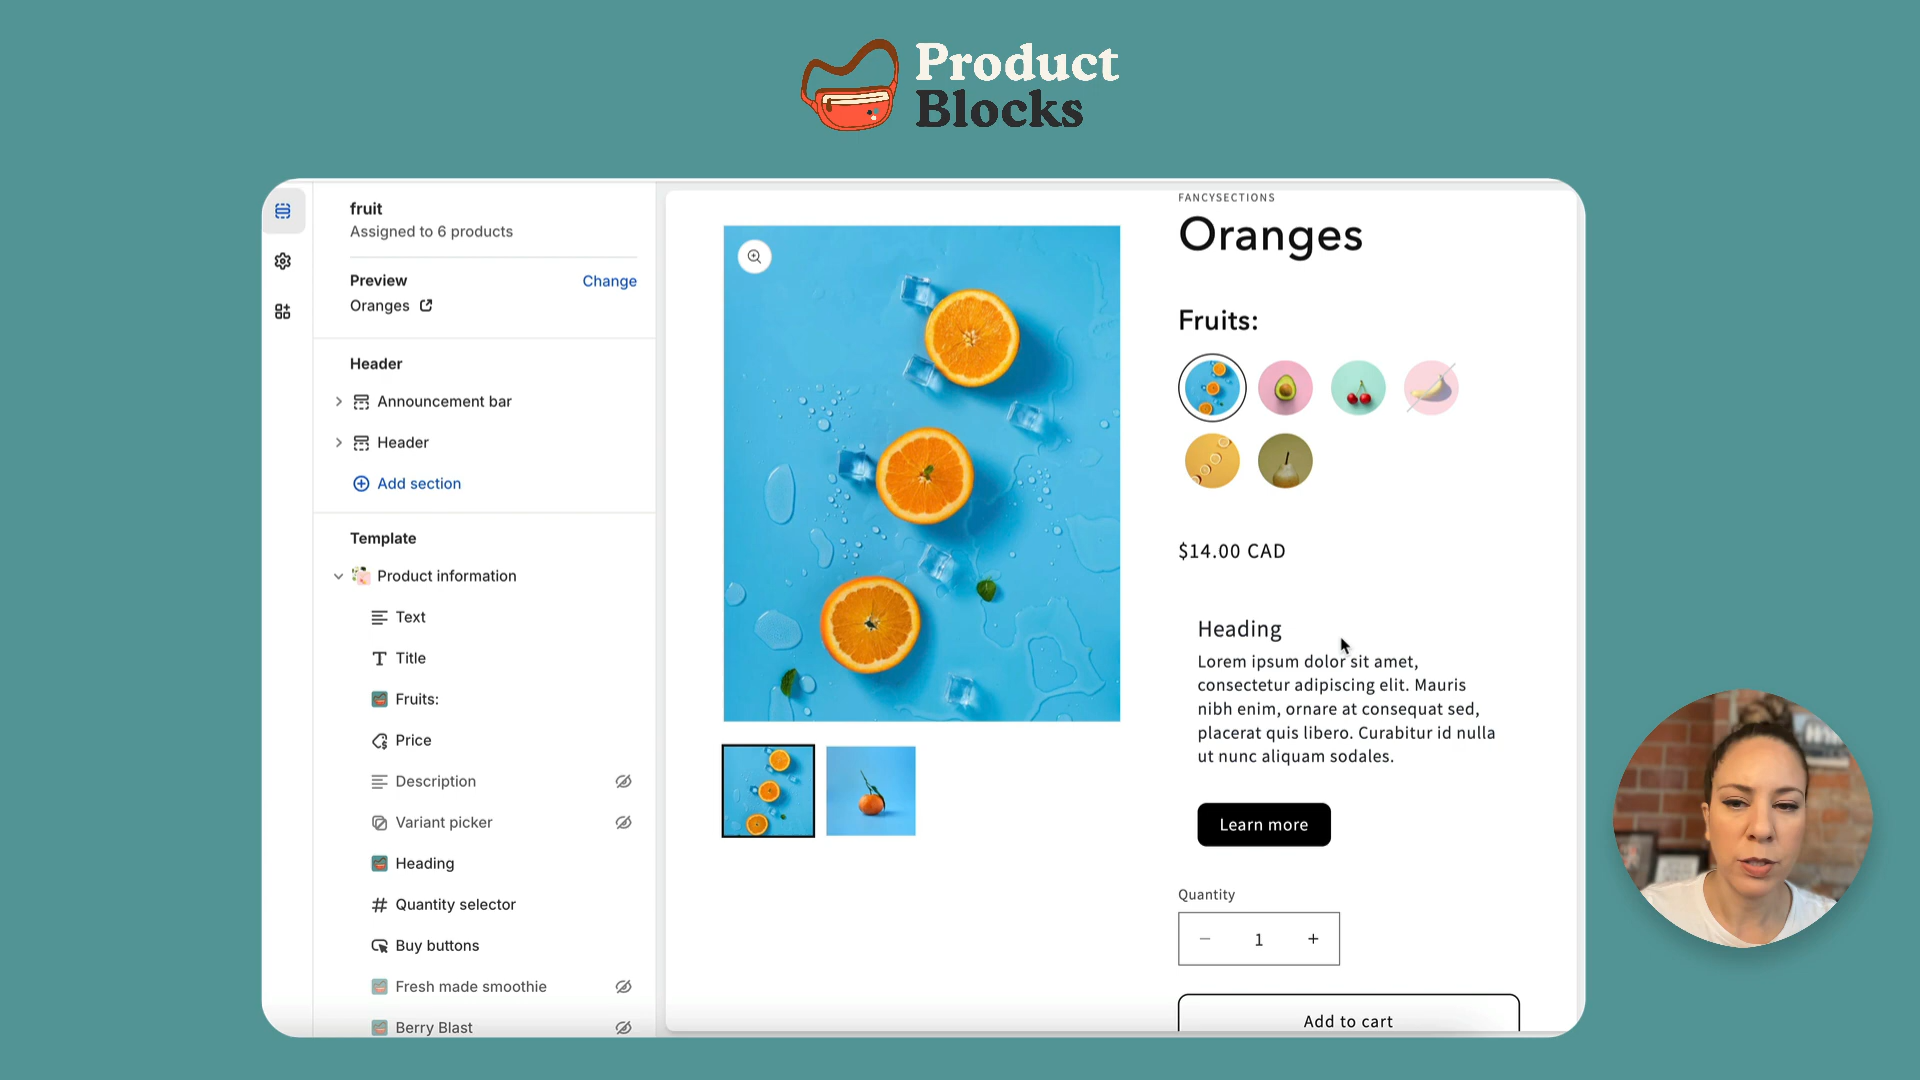 Product
Blocks
fruit
Assigned to 6 products
Preview
Change
Oranges
Header
Announcement bar
Header
Add section
Template
Product information
Text
Title
Fruits:
Price
Description
Variant picker
Heading
Quantity selector
Buy buttons
Fresh made smoothie
Berry Blast
FANCYSECTIONS
Oranges
Fruits:
$14.00 CAD
Heading
Lorem ipsum dolor sit amet,
consectetur adipiscing elit. Mauris
nibh enim, ornare at consequat sed,
placerat quis libero. Curabitur id nulla
ut nunc aliquam sodales.
Learn more
Quantity
− 1 +
Add to cart